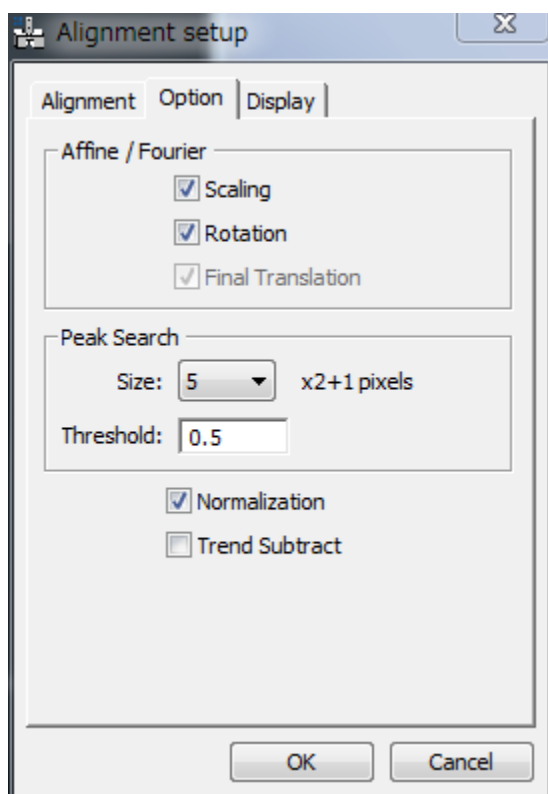 Alignment setup
Alignment Option Display
Affine / Fourier
Scaling
Rotation
Final Translation
Peak Search
Size: 5 x2+1 pixels
Threshold: 0.5
Normalization
Trend Subtract
OK Cancel